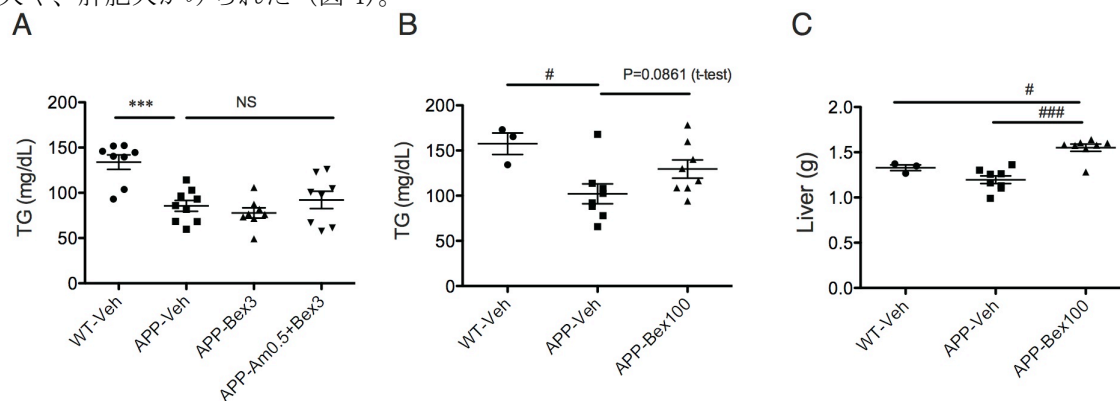 肝肥大がみられた (図 4)。
A
B
C
***
NS
#
P=0.0861 (t-test)
#
###
TG (mg/dL)
200
150
100
50
0
WT-Veh
APP-Veh
APP-Bex3
APP-Am0.5+Bex3
TG (mg/dL)
200
150
100
50
0
WT-Veh
APP-Veh
APP-Bex100
Liver (g)
2.0
1.5
1.0
0.5
0.0
WT-Veh
APP-Veh
APP-Bex100